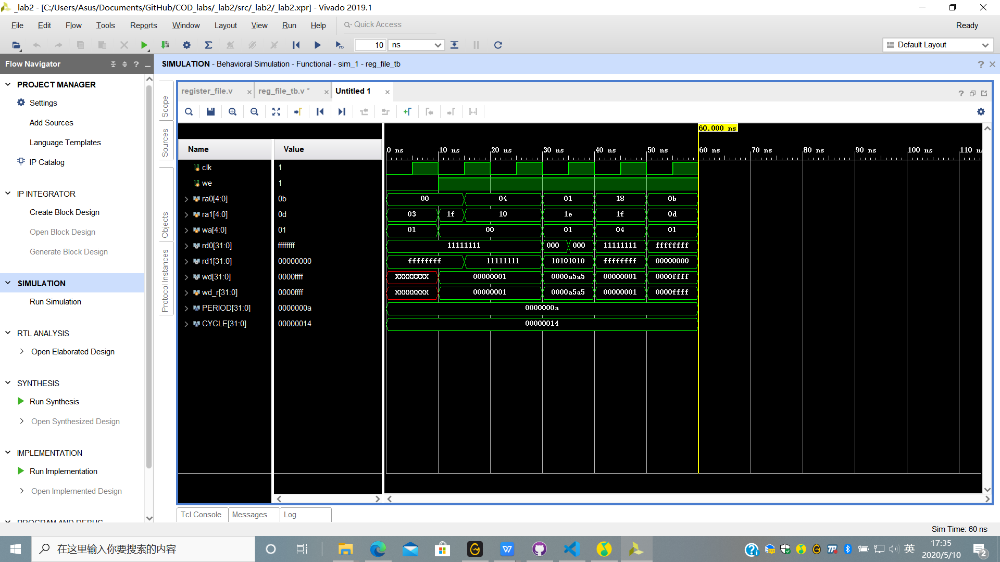 _lab2 - [C:/Users/Asus/Documents/GitHub/COD_labs/_lab2/src/_lab2/_lab2.xpr] - Vivado 2019.1
File Edit Flow Tools Reports Window Layout View Run Help Quick Access Ready
10 ns Default Layout
Flow Navigator
SIMULATION - Behavioral Simulation - Functional - sim_1 - reg_file_tb
PROJECT MANAGER
Settings
Add Sources
Language Templates
IP Catalog
IP INTEGRATOR
Create Block Design
Open Block Design
Generate Block Design
SIMULATION
Run Simulation
RTL ANALYSIS
Open Elaborated Design
SYNTHESIS
Run Synthesis
Open Synthesized Design
IMPLEMENTATION
Run Implementation
Open Implemented Design
PROGRAM AND DEBUG
Scope
Sources
Objects
Protocol Instances
register_file.v reg_file_tb.v * Untitled 1
60.000 ns
Name Value
0 ns 10 ns 20 ns 30 ns 40 ns 50 ns 60 ns 70 ns 80 ns 90 ns 100 ns 110 ns
clk 1
we 1
ra0[4:0] 0b 00 04 01 18 0b
ra1[4:0] 0d 03 1f 10 1e 1f 0d
wa[4:0] 01 01 00 01 04 01
rd0[31:0] ffffffff 11111111 000 000 11111111 ffffffff
rd1[31:0] 00000000 ffffffff 11111111 10101010 ffffffff 00000000
wd[31:0] 0000ffff XXXXXXXX 00000001 0000a5a5 00000001 0000ffff
wd_r[31:0] 0000ffff XXXXXXXX 00000001 0000a5a5 00000001 0000ffff
PERIOD[31:0] 0000000a 0000000a
CYCLE[31:0] 00000014 00000014
Tcl Console Messages Log
Sim Time: 60 ns
在这里输入你要搜索的内容
英
17:35
2020/5/10
2